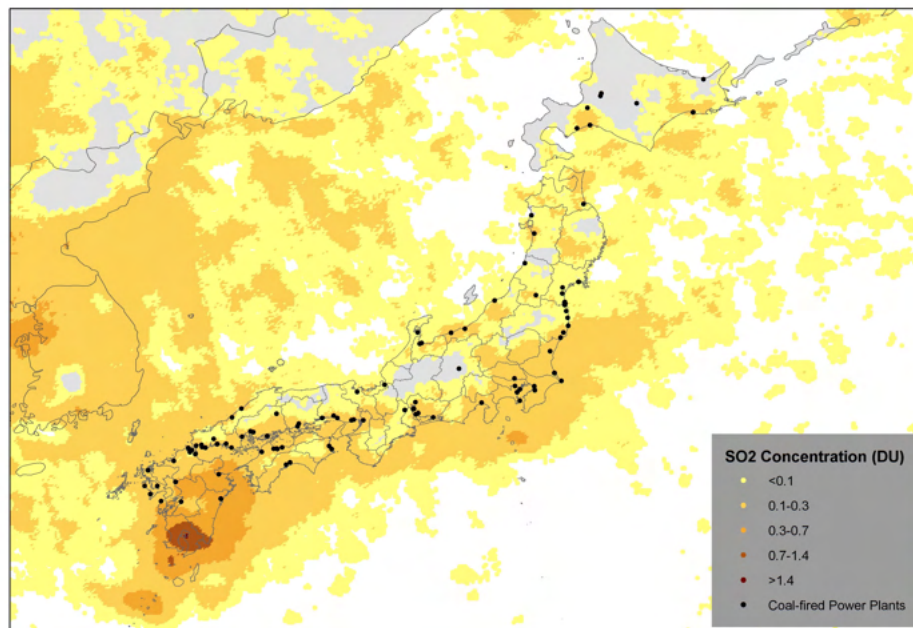 SO2 Concentration (DU)
<0.1
0.1-0.3
0.3-0.7
0.7-1.4
>1.4
Coal-fired Power Plants